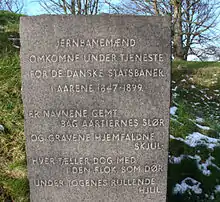 JERNBANEMÆND
OMKOMNE UNDER TJENESTE
FOR DE DANSKE STATSBANER
I AARENE 1847-1899.
ER NAVNENE GEMT
BAG AARTIERNES SLØR
OG GRAVENE HJEMFALDNE
SKJUL
HVER TÆLLER DOG MED
I DEN FLOK, SOM DØR
UNDER TOGENES RULLENDE
HJUL